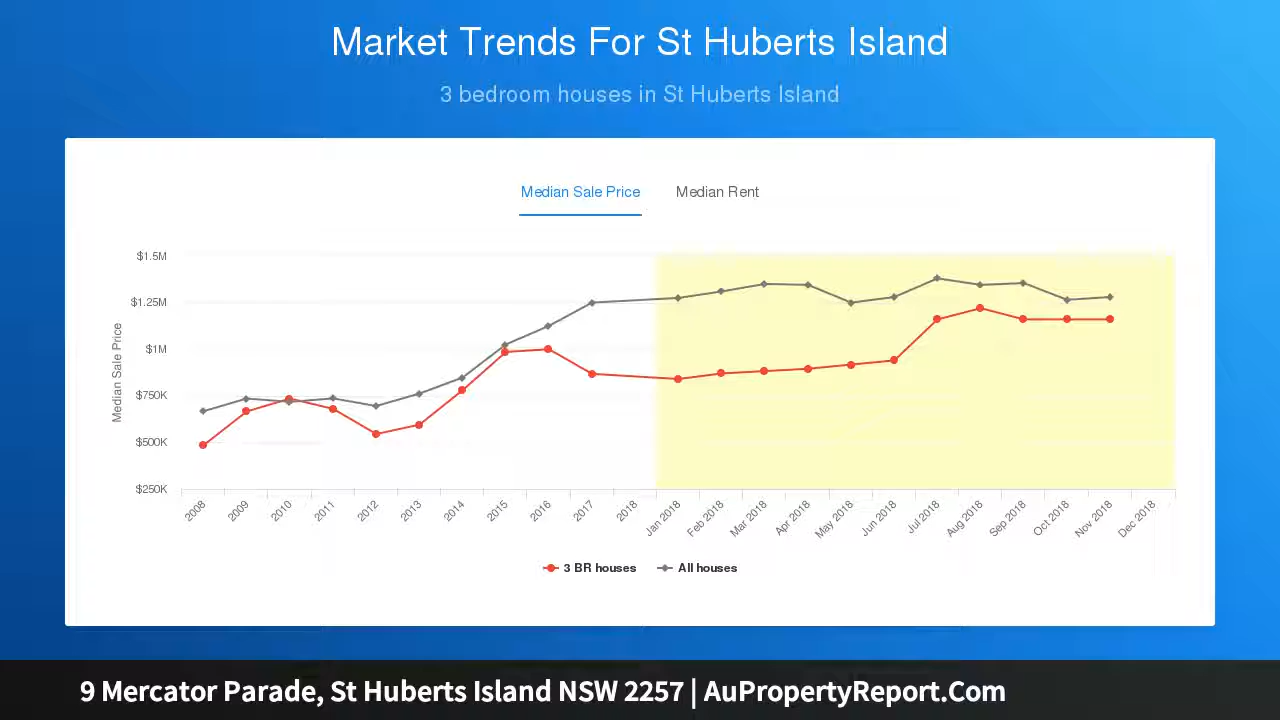 Market Trends For St Huberts Island
3 bedroom houses in St Huberts Island
Median Sale Price
Median Rent
Median Sale Price
$1.5M
$1.25M
$1M
$750K
$500K
$250K
2008
2009
2010
2011
2012
2013
2014
2015
2016
2017
2018
Jan 2018
Feb 2018
Mar 2018
Apr 2018
May 2018
Jun 2018
Jul 2018
Aug 2018
Sep 2018
Oct 2018
Nov 2018
Dec 2018
3 BR houses
All houses
9 Mercator Parade, St Huberts Island NSW 2257 | AuPropertyReport.Com